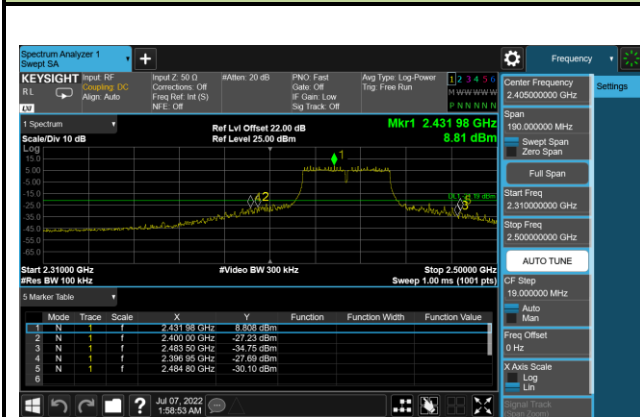 Spectrum Analyzer 1
Swept SA
+
Frequency
KEYSIGHT Input: RF Input Z: 50 Ω #Atten: 20 dB PNO: Fast Avg Type: Log-Power 1 2 3 4 5 6
RL Coupling: DC Corrections: Off Gate: Off Trig: Free Run M W W W W W
Align: Auto Freq Ref: Int (S) IF Gain: Low P N N N N N
NFE: Off Sig Track: Off
1 Spectrum Ref Lvl Offset 22.00 dB Mkr1 2.431 98 GHz
Scale/Div 10 dB Ref Level 25.00 dBm 8.81 dBm
Log
15.0
5.00
-5.00
-15.0
-25.0
-35.0
-45.0
-55.0
-65.0
1
2
Start 2.31000 GHz #Video BW 300 kHz Stop 2.50000 GHz
#Res BW 100 kHz Sweep 1.00 ms (1001 pts)
5 Marker Table
Mode Trace Scale X Y Function Function Width Function Value
1 N 1 f 2.431 98 GHz 8.808 dBm
2 N 1 f 2.400 00 GHz -27.23 dBm
3 N 1 f 2.483 50 GHz -34.75 dBm
4 N 1 f 2.396 95 GHz -27.69 dBm
5 N 1 f 2.484 80 GHz -30.10 dBm
6
? Jul 07, 2022
1:58:53 AM
Center Frequency
2.405000000 GHz
Settings
Span
190.000000 MHz
Swept Span
Zero Span
Full Span
Start Freq
2.310000000 GHz
Stop Freq
2.500000000 GHz
AUTO TUNE
CF Step
19.000000 MHz
Auto
Man
Freq Offset
0 Hz
X Axis Scale
Log
Lin
Signal Track
(Span Zoom)